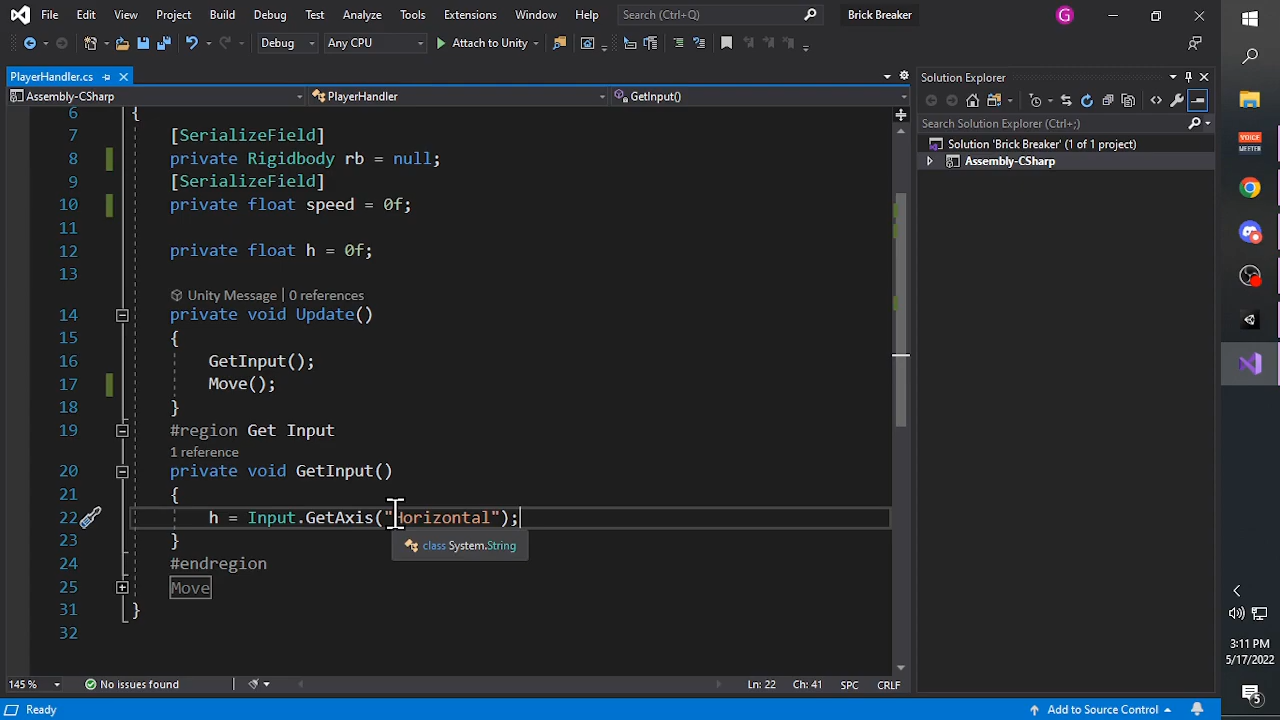 File Edit View Project Build Debug Test Analyze Tools Extensions Window Help Search (Ctrl+Q) Brick Breaker G
Debug Any CPU Attach to Unity
PlayerHandler.cs
Assembly-CSharp PlayerHandler GetInput()
Solution Explorer
Search Solution Explorer (Ctrl+;)
Solution 'Brick Breaker' (1 of 1 project)
Assembly-CSharp
6 {
7 [SerializeField]
8 private Rigidbody rb = null;
9 [SerializeField]
10 private float speed = 0f;
11
12 private float h = 0f;
13
Unity Message | 0 references
14 private void Update()
15 {
16 GetInput();
17 Move();
18 }
19 #region Get Input
1 reference
20 private void GetInput()
21 {
22 h = Input.GetAxis("Horizontal");
23 }
class System.String
24 #endregion
25 Move
31 }
32
145 % No issues found Ln: 22 Ch: 41 SPC CRLF
Ready Add to Source Control
VOICE
MEETER
3:11 PM
5/17/2022
5